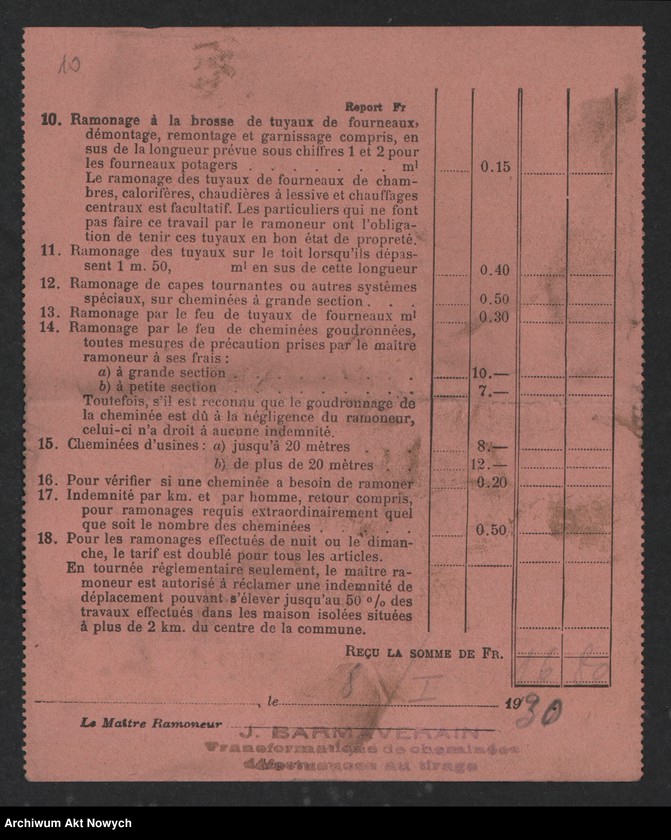 10
Report Fr
10. Ramonage à la brosse de tuyaux de fourneaux,
démontage, remontage et garnissage compris, en
sus de la longueur prévue sous chiffres 1 et 2 pour
les fourneaux potagers . . . . . . . m¹ 0.15
Le ramonage des tuyaux de fourneaux de cham-
bres, calorifères, chaudières à lessive et chauffages
centraux est facultatif. Les particuliers qui ne font
pas faire ce travail par le ramoneur ont l'obliga-
tion de tenir ces tuyaux en bon état de propreté.
11. Ramonage des tuyaux sur le toit lorsqu'ils dépas-
sent 1 m. 50, m¹ en sus de cette longueur 0.40
12. Ramonage de capes tournantes ou autres systèmes
spéciaux, sur cheminées à grande section . . . 0.50
13. Ramonage par le feu de tuyaux de fourneaux m¹ 0.30
14. Ramonage par le feu de cheminées goudronnées,
toutes mesures de précaution prises par le maître
ramoneur à ses frais :
a) à grande section . . . . . . . . . 10.—
b) à petite section . . . . . . . . . 7.—
Toutefois, s'il est reconnu que le goudronnage de
la cheminée est dû à la négligence du ramoneur,
celui-ci n'a droit à aucune indemnité.
15. Cheminées d'usines : a) jusqu'à 20 mètres . . 8.—
b) de plus de 20 mètres . 12.—
16. Pour vérifier si une cheminée a besoin de ramoner 0.20
17. Indemnité par km. et par homme, retour compris,
pour ramonages requis extraordinairement quel
que soit le nombre des cheminées . . . . . 0.50
18. Pour les ramonages effectués de nuit ou le diman-
che, le tarif est doublé pour tous les articles.
En tournée réglementaire seulement, le maître ra-
moneur est autorisé à réclamer une indemnité de
déplacement pouvant s'élever jusqu'au 50 % des
travaux effectués dans les maison isolées situées
à plus de 2 km. du centre de la commune.
REÇU LA SOMME DE FR. 16
, le 8 I 1930
Le Maître Ramoneur
J. BARMAVERAIN
Transformations de cheminées
au tirage
Archiwum Akt Nowych